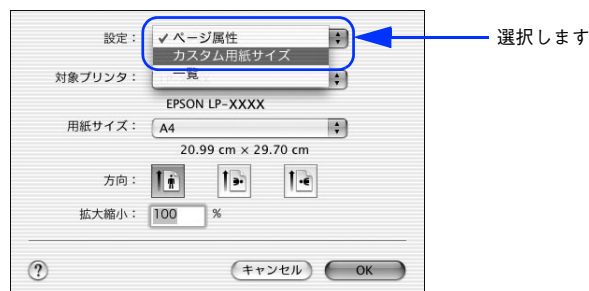 設定： ✓ ページ属性
カスタム用紙サイズ
一覧
選択します
対象プリンタ：
EPSON LP-XXXX
用紙サイズ： A4
20.99 cm × 29.70 cm
方向：
拡大縮小： 100 %
? キャンセル OK